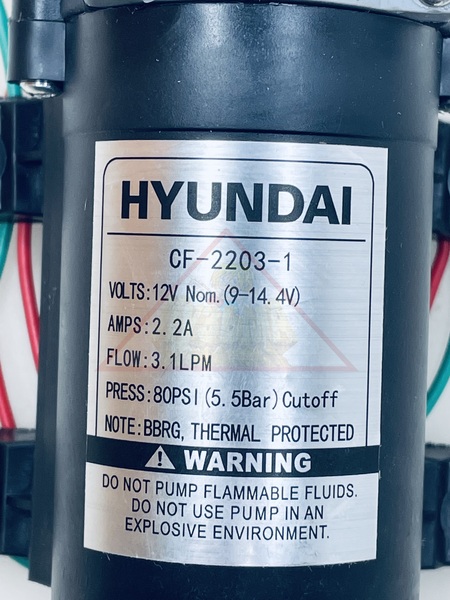 HYUNDAI
CF-2203-1
VOLTS:12V Nom.(9-14.4V)
AMPS:2.2A
FLOW:3.1LPM
PRESS:80PSI(5.5Bar)Cutoff
NOTE:BBRG, THERMAL PROTECTED
WARNING
DO NOT PUMP FLAMMABLE FLUIDS.
DO NOT USE PUMP IN AN
EXPLOSIVE ENVIRONMENT.